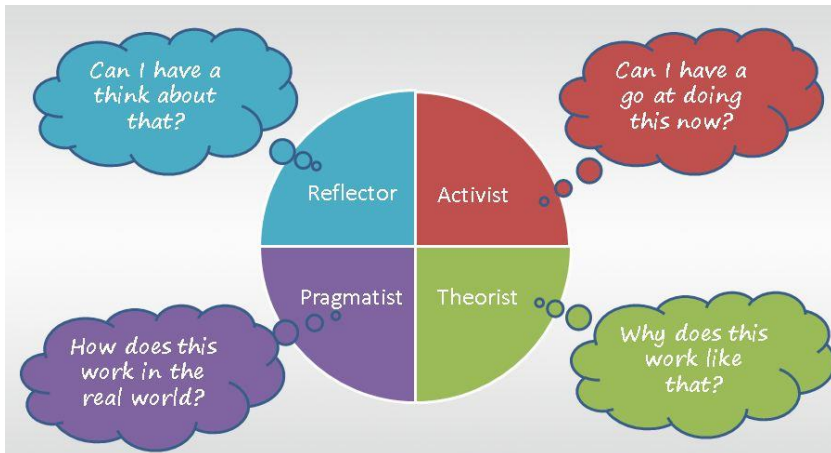 Can I have a
think about
that?
Can I have a
go at doing
this now?
Reflector
Activist
Pragmatist
Theorist
How does this
work in the
real world?
Why does this
work like
that?